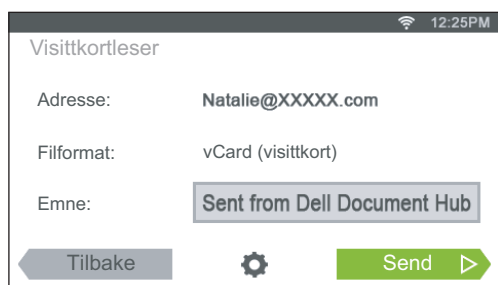 12:25PM
Visittkortleser
Adresse: Natalie@XXXXX.com
Filformat: vCard (visittkort)
Emne: Sent from Dell Document Hub
Tilbake Send